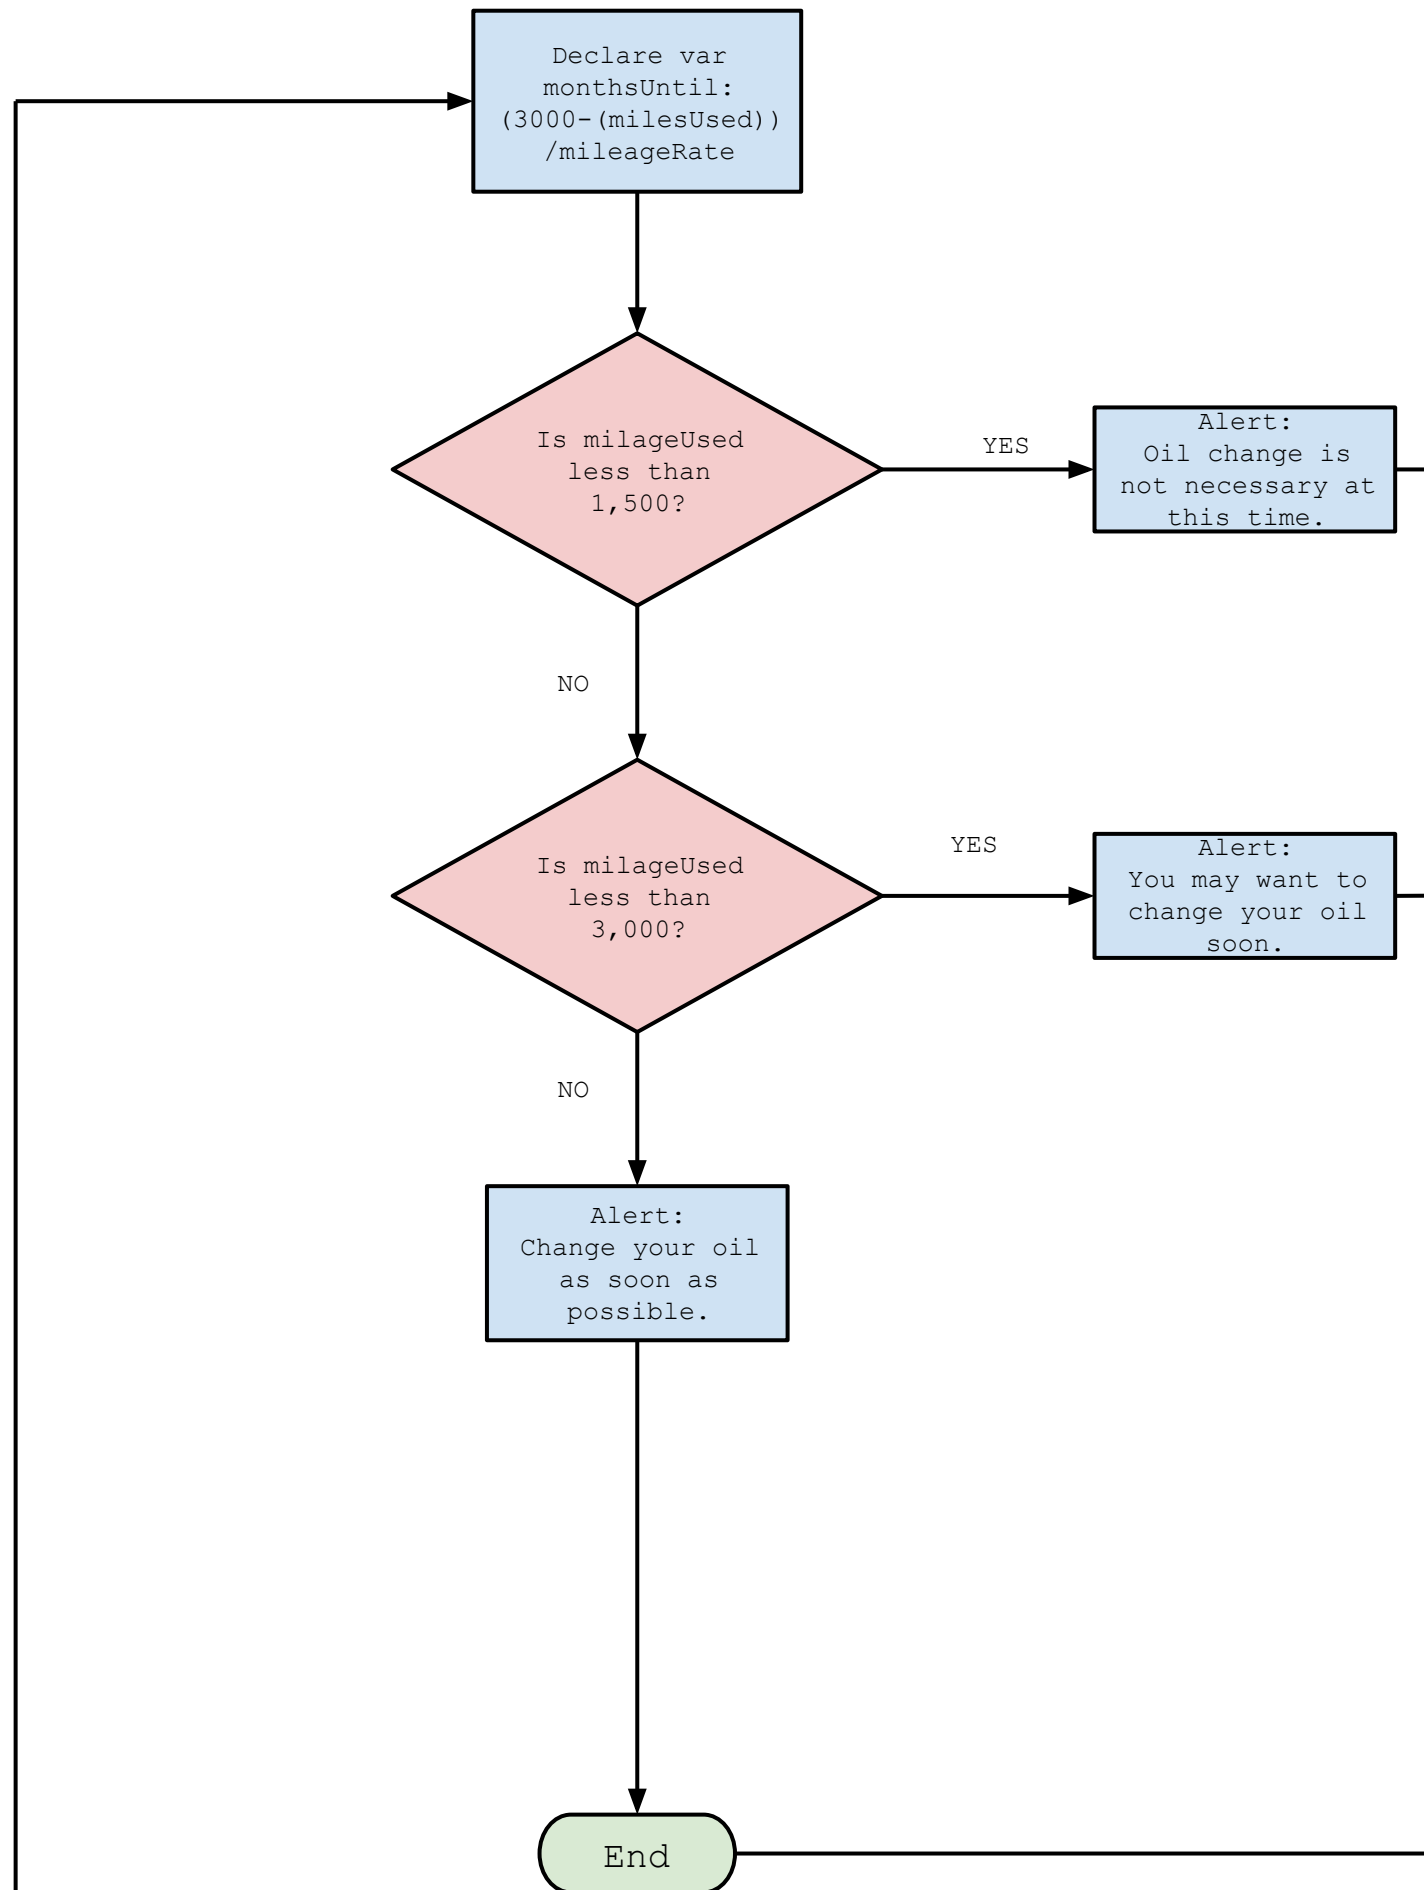 Declare var
monthsUntil:
(3000-(milesUsed))
/mileageRate
Is milageUsed
less than
1,500?
YES
Alert:
Oil change is
not necessary at
this time.
NO
Is milageUsed
less than
3,000?
YES
Alert:
You may want to
change your oil
soon.
NO
Alert:
Change your oil
as soon as
possible.
End